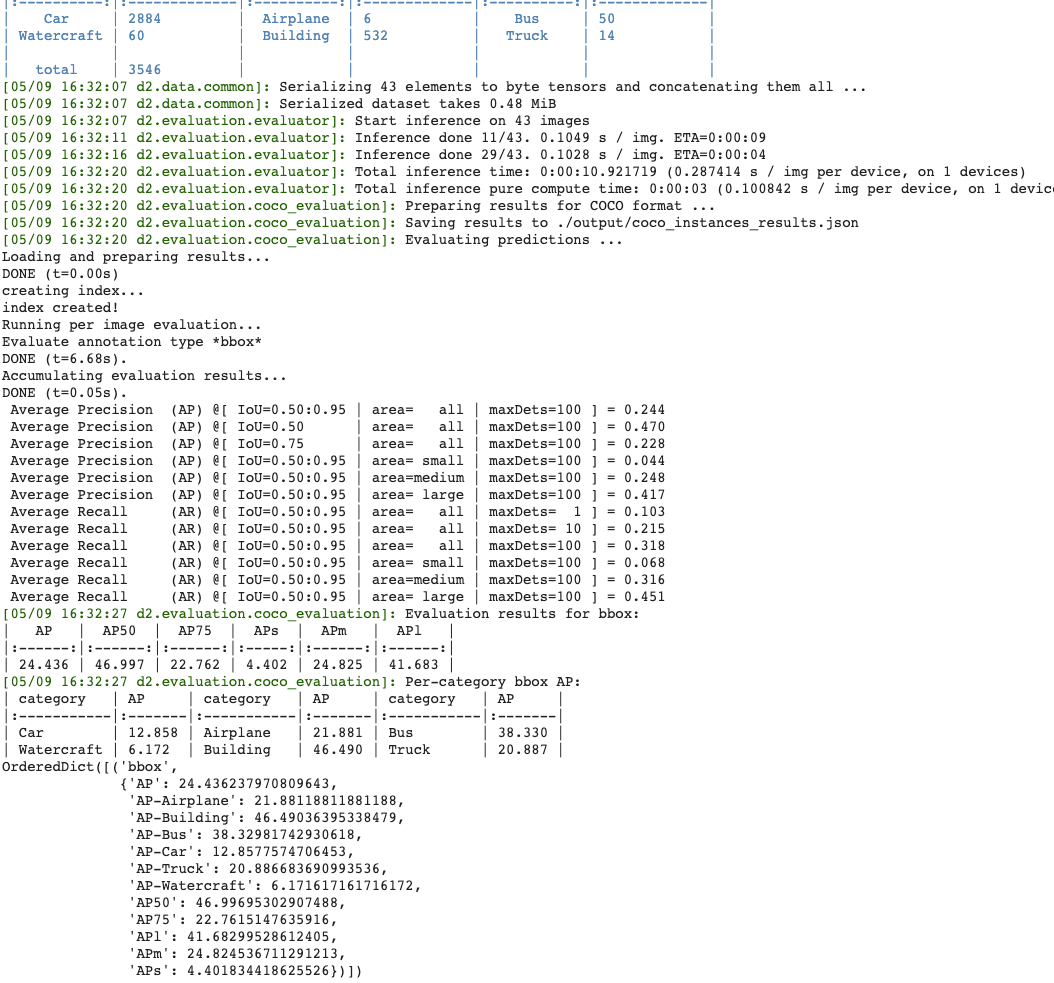 |:----------:|:------------|:----------:|:------------|:----------:|:------------|
| Car | 2884 | Airplane | 6 | Bus | 50 |
| Watercraft | 60 | Building | 532 | Truck | 14 |
| | | | | | |
| total | 3546 | | | | |
[05/09 16:32:07 d2.data.common]: Serializing 43 elements to byte tensors and concatenating them all ...
[05/09 16:32:07 d2.data.common]: Serialized dataset takes 0.48 MiB
[05/09 16:32:07 d2.evaluation.evaluator]: Start inference on 43 images
[05/09 16:32:11 d2.evaluation.evaluator]: Inference done 11/43. 0.1049 s / img. ETA=0:00:09
[05/09 16:32:16 d2.evaluation.evaluator]: Inference done 29/43. 0.1028 s / img. ETA=0:00:04
[05/09 16:32:20 d2.evaluation.evaluator]: Total inference time: 0:00:10.921719 (0.287414 s / img per device, on 1 devices)
[05/09 16:32:20 d2.evaluation.evaluator]: Total inference pure compute time: 0:00:03 (0.100842 s / img per device, on 1 device
[05/09 16:32:20 d2.evaluation.coco_evaluation]: Preparing results for COCO format ...
[05/09 16:32:20 d2.evaluation.coco_evaluation]: Saving results to ./output/coco_instances_results.json
[05/09 16:32:20 d2.evaluation.coco_evaluation]: Evaluating predictions ...
Loading and preparing results...
DONE (t=0.00s)
creating index...
index created!
Running per image evaluation...
Evaluate annotation type *bbox*
DONE (t=6.68s).
Accumulating evaluation results...
DONE (t=0.05s).
Average Precision (AP) @[ IoU=0.50:0.95 | area= all | maxDets=100 ] = 0.244
Average Precision (AP) @[ IoU=0.50 | area= all | maxDets=100 ] = 0.470
Average Precision (AP) @[ IoU=0.75 | area= all | maxDets=100 ] = 0.228
Average Precision (AP) @[ IoU=0.50:0.95 | area= small | maxDets=100 ] = 0.044
Average Precision (AP) @[ IoU=0.50:0.95 | area=medium | maxDets=100 ] = 0.248
Average Precision (AP) @[ IoU=0.50:0.95 | area= large | maxDets=100 ] = 0.417
Average Recall (AR) @[ IoU=0.50:0.95 | area= all | maxDets= 1 ] = 0.103
Average Recall (AR) @[ IoU=0.50:0.95 | area= all | maxDets= 10 ] = 0.215
Average Recall (AR) @[ IoU=0.50:0.95 | area= all | maxDets=100 ] = 0.318
Average Recall (AR) @[ IoU=0.50:0.95 | area= small | maxDets=100 ] = 0.068
Average Recall (AR) @[ IoU=0.50:0.95 | area=medium | maxDets=100 ] = 0.316
Average Recall (AR) @[ IoU=0.50:0.95 | area= large | maxDets=100 ] = 0.451
[05/09 16:32:27 d2.evaluation.coco_evaluation]: Evaluation results for bbox:
| AP | AP50 | AP75 | APs | APm | APl |
|:------:|:------:|:------:|:-----:|:------:|:------:|
| 24.436 | 46.997 | 22.762 | 4.402 | 24.825 | 41.683 |
[05/09 16:32:27 d2.evaluation.coco_evaluation]: Per-category bbox AP:
| category | AP | category | AP | category | AP |
|:-----------|:-------|:-----------|:-------|:-----------|:-------|
| Car | 12.858 | Airplane | 21.881 | Bus | 38.330 |
| Watercraft | 6.172 | Building | 46.490 | Truck | 20.887 |
OrderedDict([('bbox',
{'AP': 24.436237970809643,
'AP-Airplane': 21.88118811881188,
'AP-Building': 46.49036395338479,
'AP-Bus': 38.32981742930618,
'AP-Car': 12.8577574706453,
'AP-Truck': 20.886683690993536,
'AP-Watercraft': 6.171617161716172,
'AP50': 46.99695302907488,
'AP75': 22.7615147635916,
'APl': 41.68299528612405,
'APm': 24.824536711291213,
'APs': 4.401834418625526})])